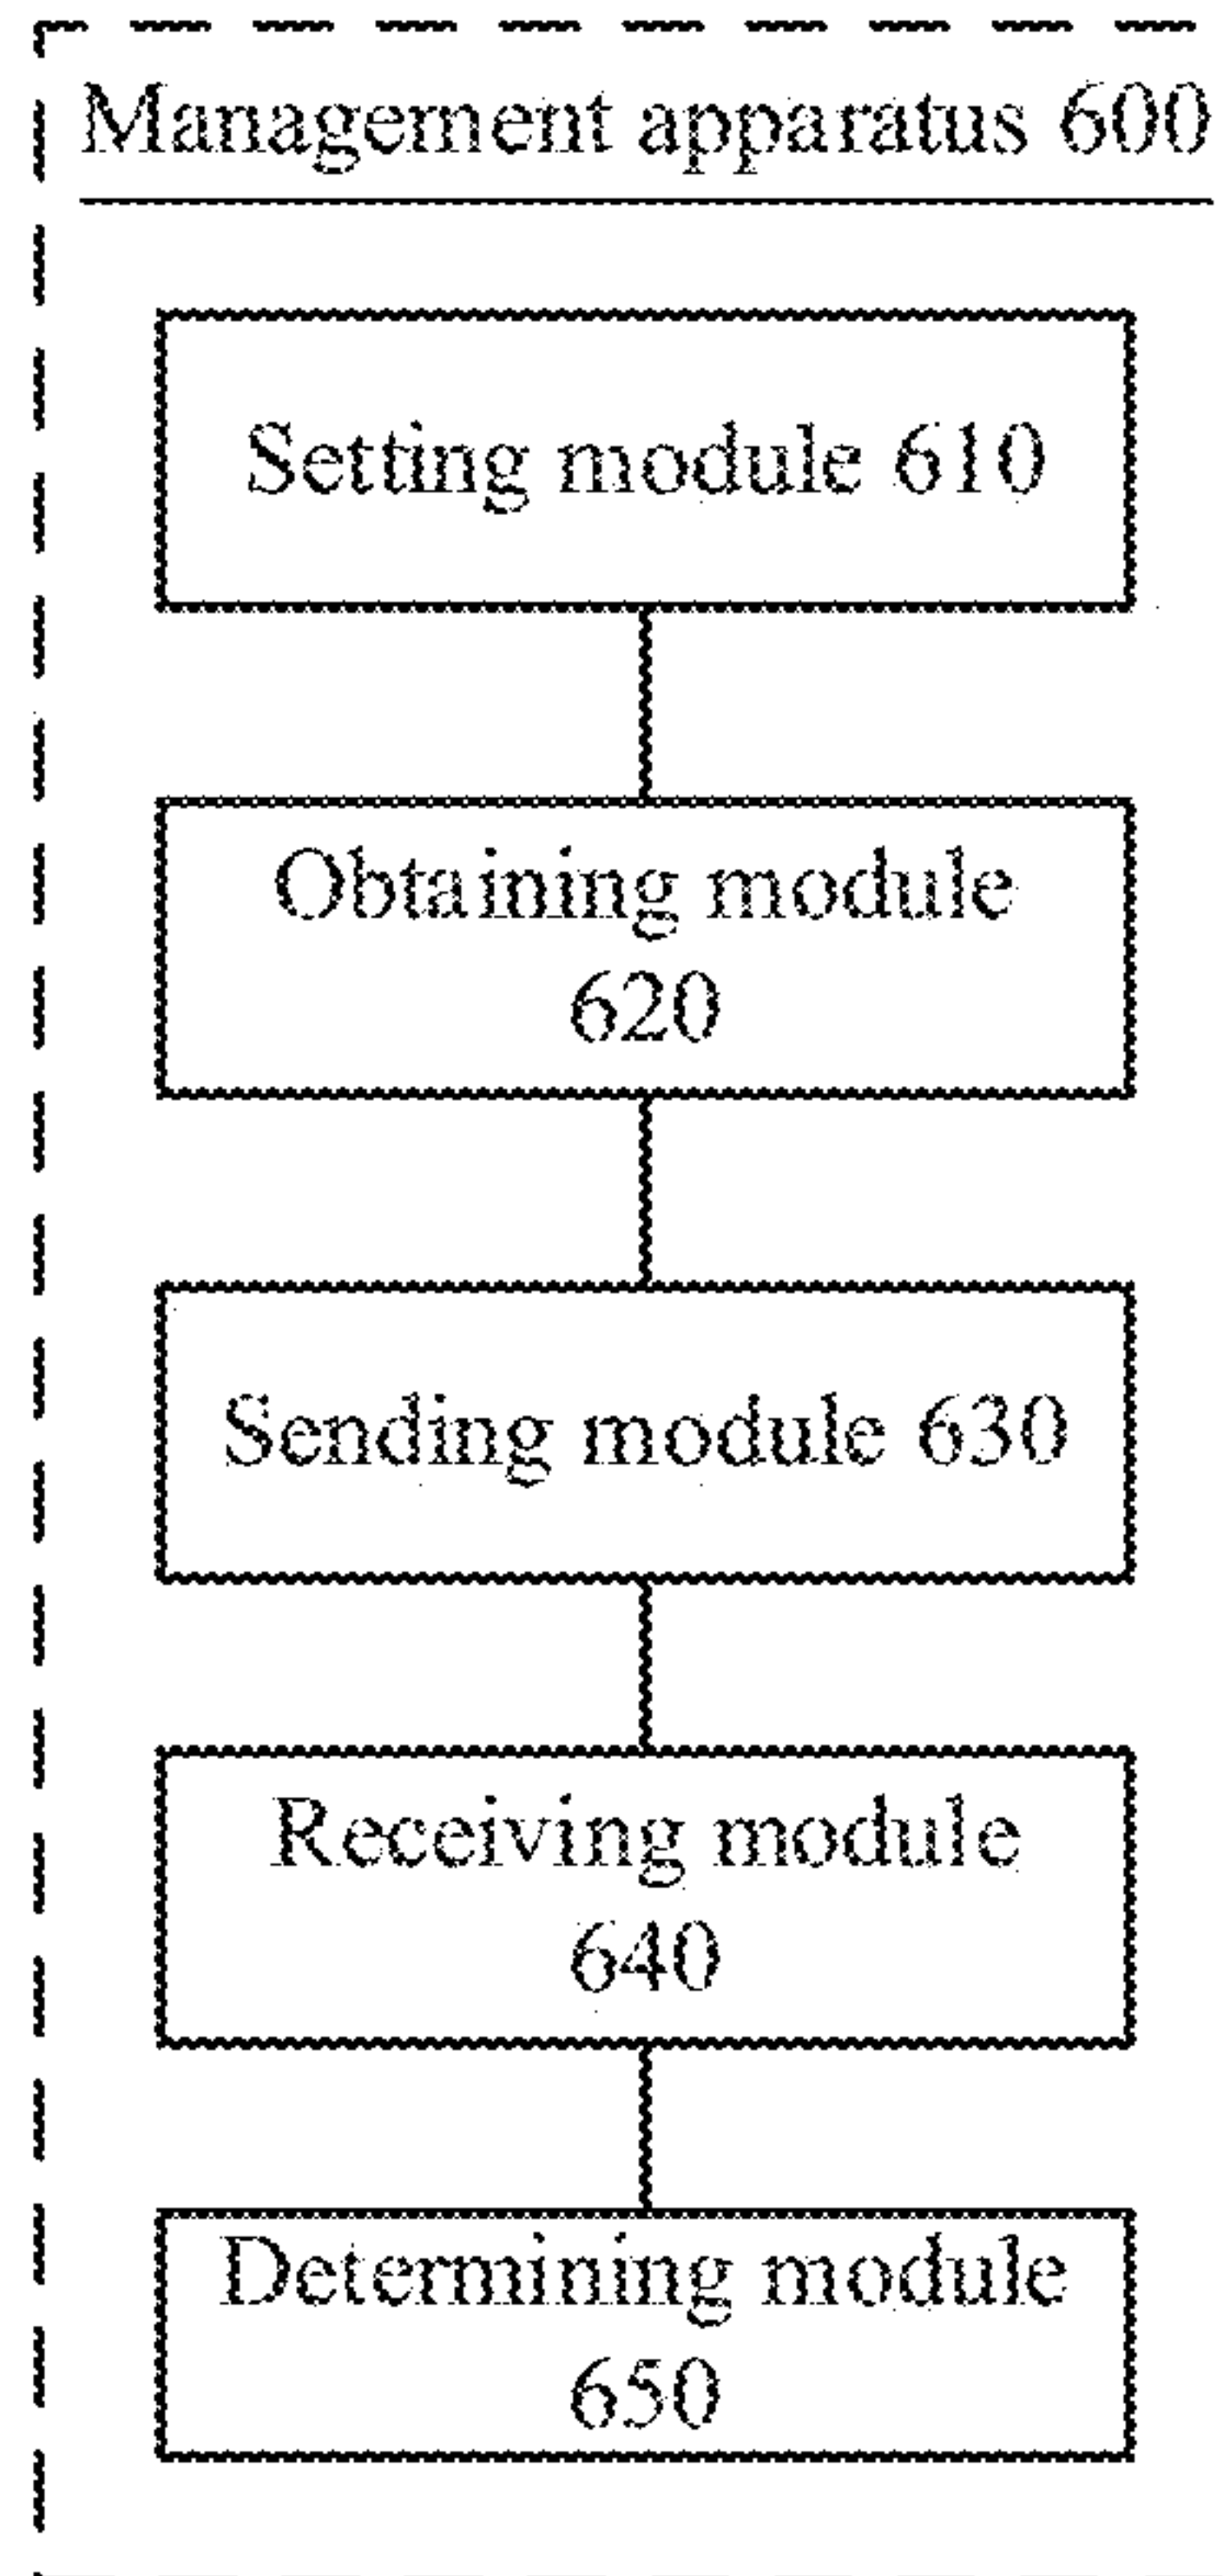 Management apparatus 600
Setting module 610
Obtaining module
620
Sending module 630
Receiving module
640
Determining module
650